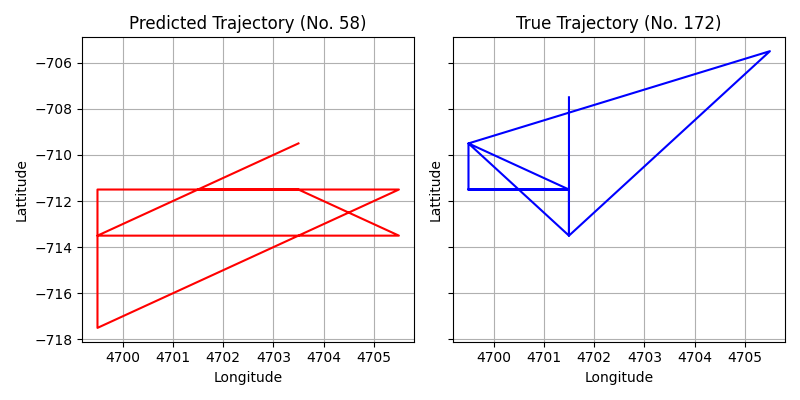 Predicted Trajectory (No. 58)
True Trajectory (No. 172)
−706
−708
−710
−712
−714
−716
−718
Lattitude
Lattitude
4700 4701 4702 4703 4704 4705
4700 4701 4702 4703 4704 4705
Longitude
Longitude